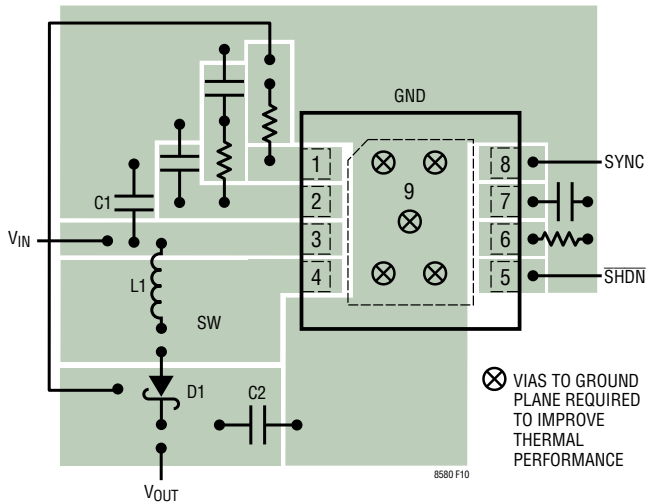 GND
1
8
SYNC
2
9
7
C1
3
6
VIN
4
5
SHDN
L1
SW
D1
C2
VIAS TO GROUND
PLANE REQUIRED
TO IMPROVE
THERMAL
PERFORMANCE
8580 F10
VOUT